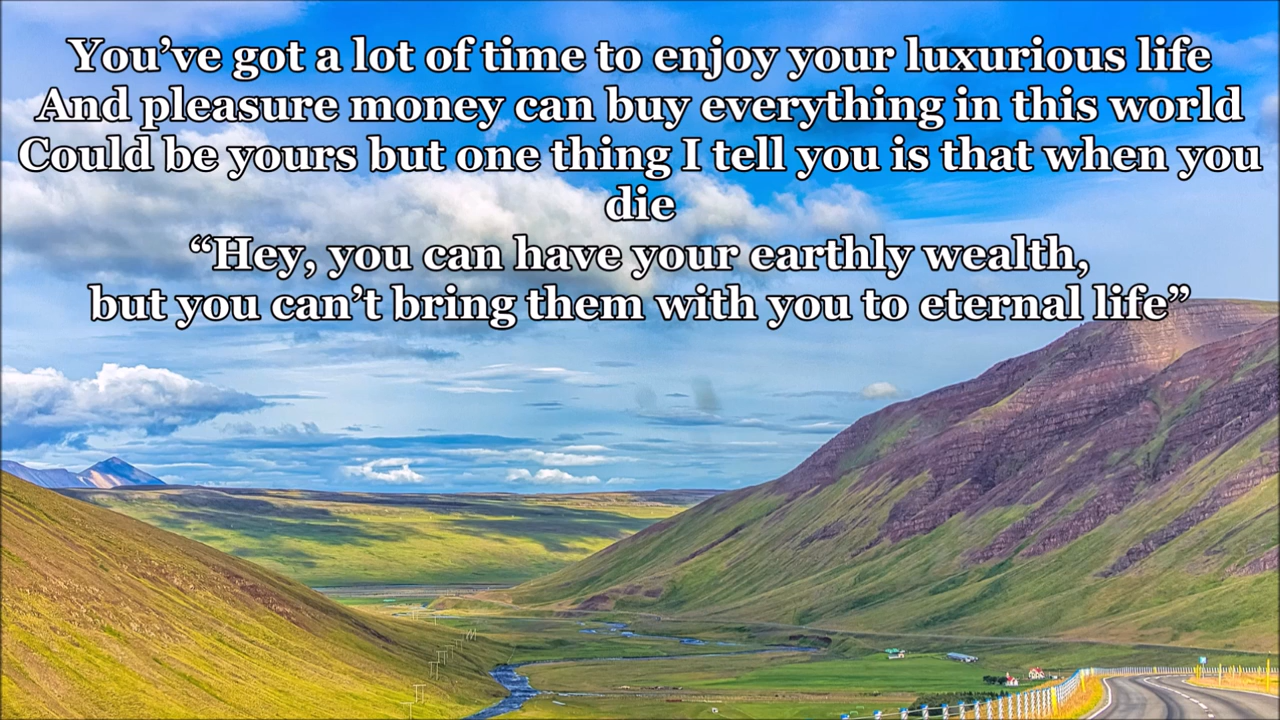 You’ve got a lot of time to enjoy your luxurious life
And pleasure money can buy everything in this world
Could be yours but one thing I tell you is that when you
die
“Hey, you can have your earthly wealth,
but you can’t bring them with you to eternal life”